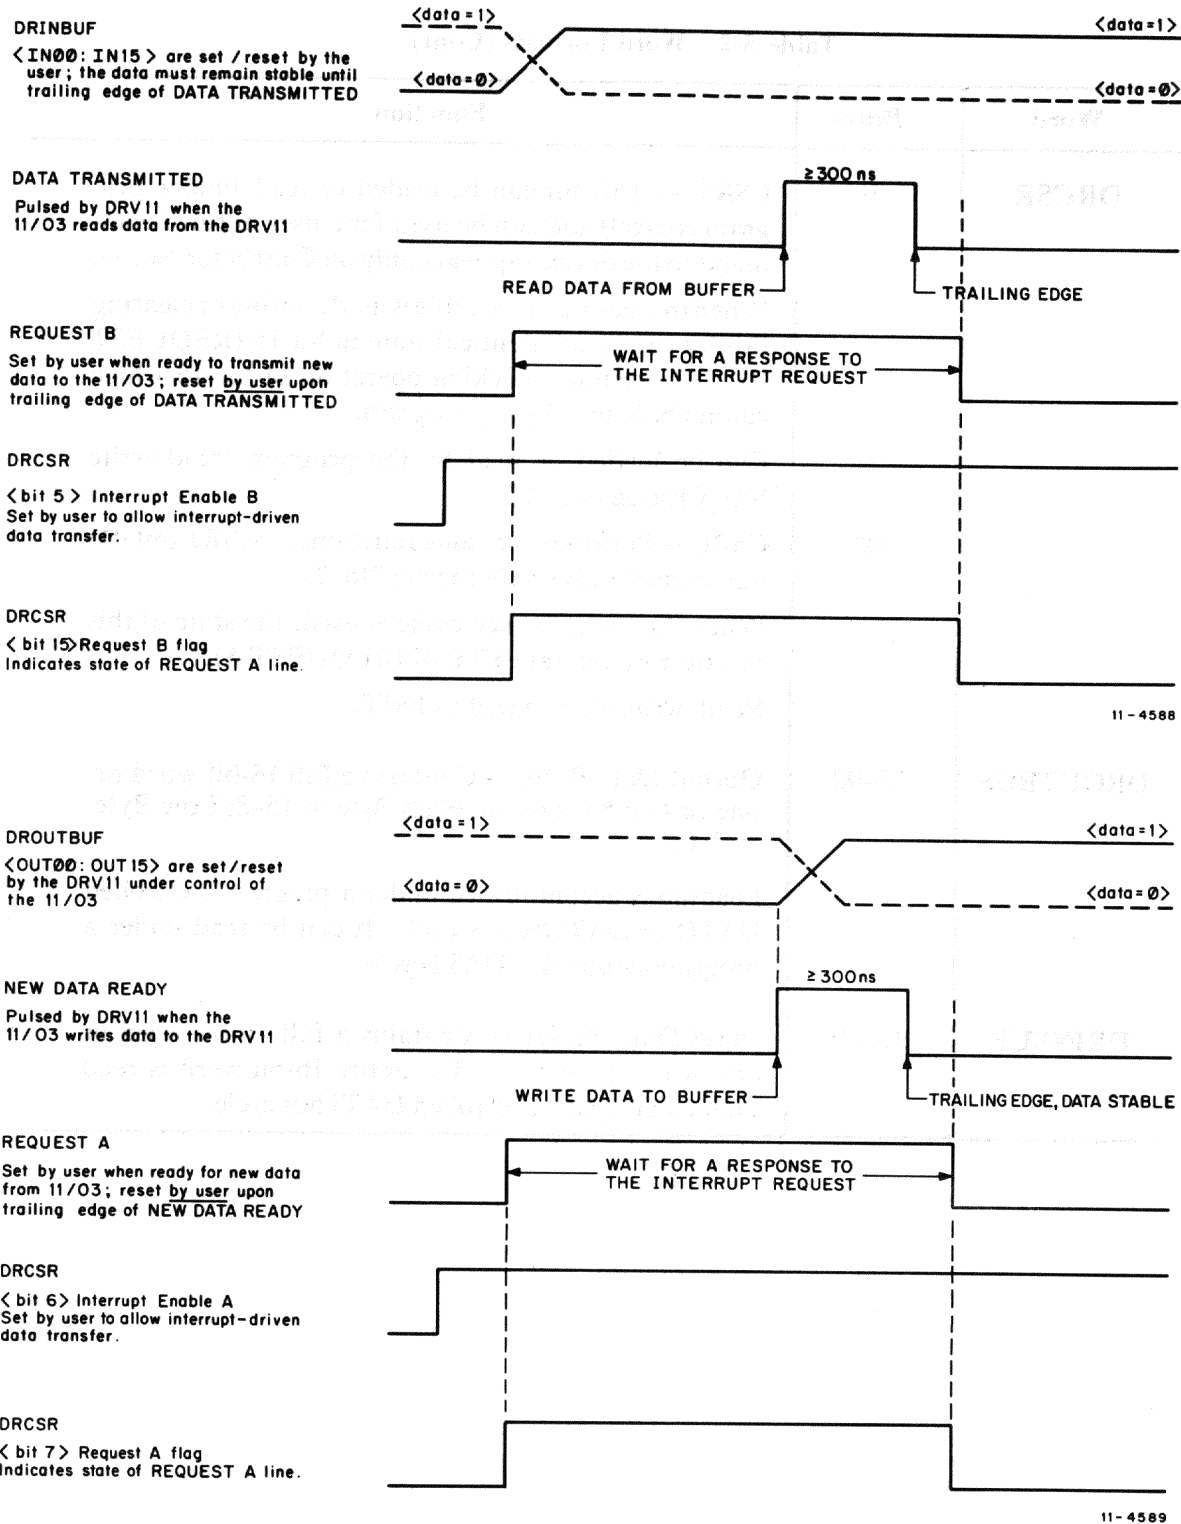 DRINBUF
<IN00: IN15> are set / reset by the
user; the data must remain stable until
trailing edge of DATA TRANSMITTED
<data=1>
<data=0>
<data=1>
<data=0>
DATA TRANSMITTED
Pulsed by DRV11 when the
11/03 reads data from the DRV11
≥300 ns
READ DATA FROM BUFFER
TRAILING EDGE
REQUEST B
Set by user when ready to transmit new
data to the 11/03; reset by user upon
trailing edge of DATA TRANSMITTED
WAIT FOR A RESPONSE TO
THE INTERRUPT REQUEST
DRCSR
<bit 5> Interrupt Enable B
Set by user to allow interrupt-driven
data transfer.
DRCSR
<bit 15> Request B flag
Indicates state of REQUEST A line.
11-4588
DROUTBUF
<OUT00: OUT15> are set/reset
by the DRV11 under control of
the 11/03
<data=1>
<data=0>
<data=1>
<data=0>
NEW DATA READY
Pulsed by DRV11 when the
11/03 writes data to the DRV11
≥300ns
WRITE DATA TO BUFFER
TRAILING EDGE, DATA STABLE
REQUEST A
Set by user when ready for new data
from 11/03; reset by user upon
trailing edge of NEW DATA READY
WAIT FOR A RESPONSE TO
THE INTERRUPT REQUEST
DRCSR
<bit 6> Interrupt Enable A
Set by user to allow interrupt-driven
data transfer.
DRCSR
<bit 7> Request A flag
Indicates state of REQUEST A line.
11-4589